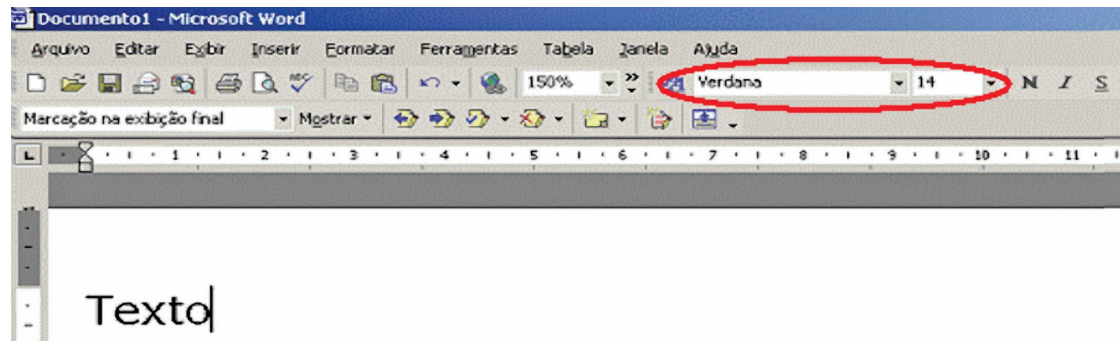 Documento1 - Microsoft Word
Arquivo Editar Exibir Inserir Formatar Ferramentas Tabela Janela Ajuda
150% Verdana 14 N I S
Marcação na exibição final Mostrar
1 2 3 4 5 6 7 8 9 10 11
Texto